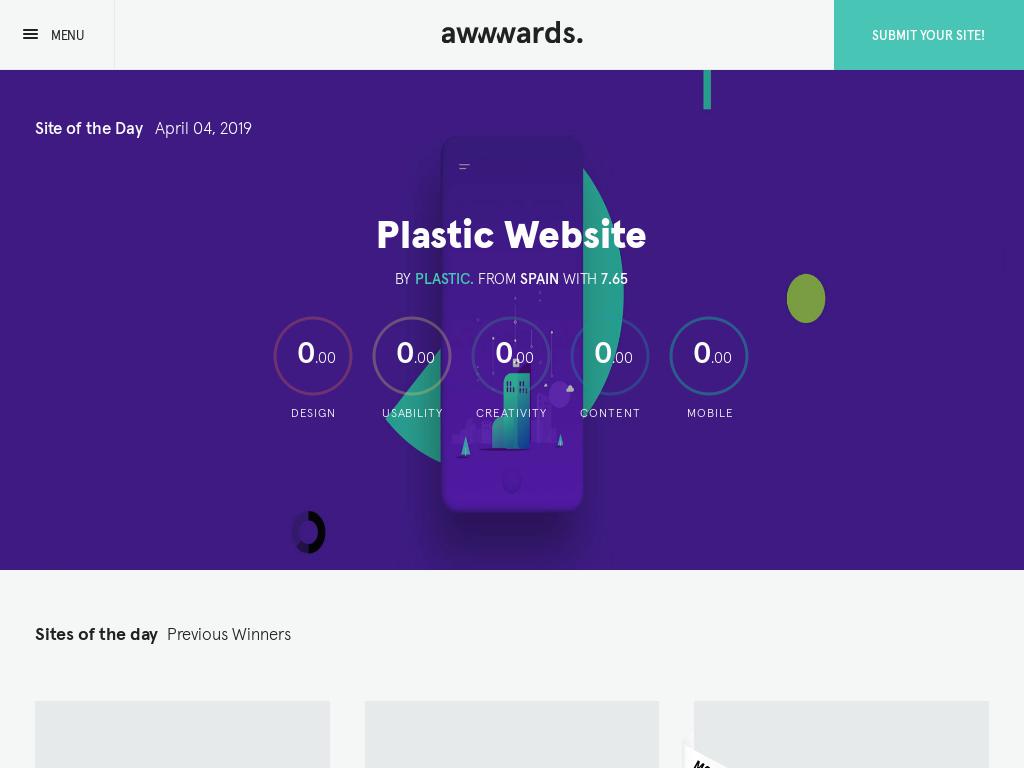 MENU
awwwards.
SUBMIT YOUR SITE!
Site of the Day April 04, 2019
Plastic Website
BY PLASTIC. FROM SPAIN WITH 7.65
0.00 0.00 0.00 0.00 0.00
DESIGN USABILITY CREATIVITY CONTENT MOBILE
Sites of the day Previous Winners